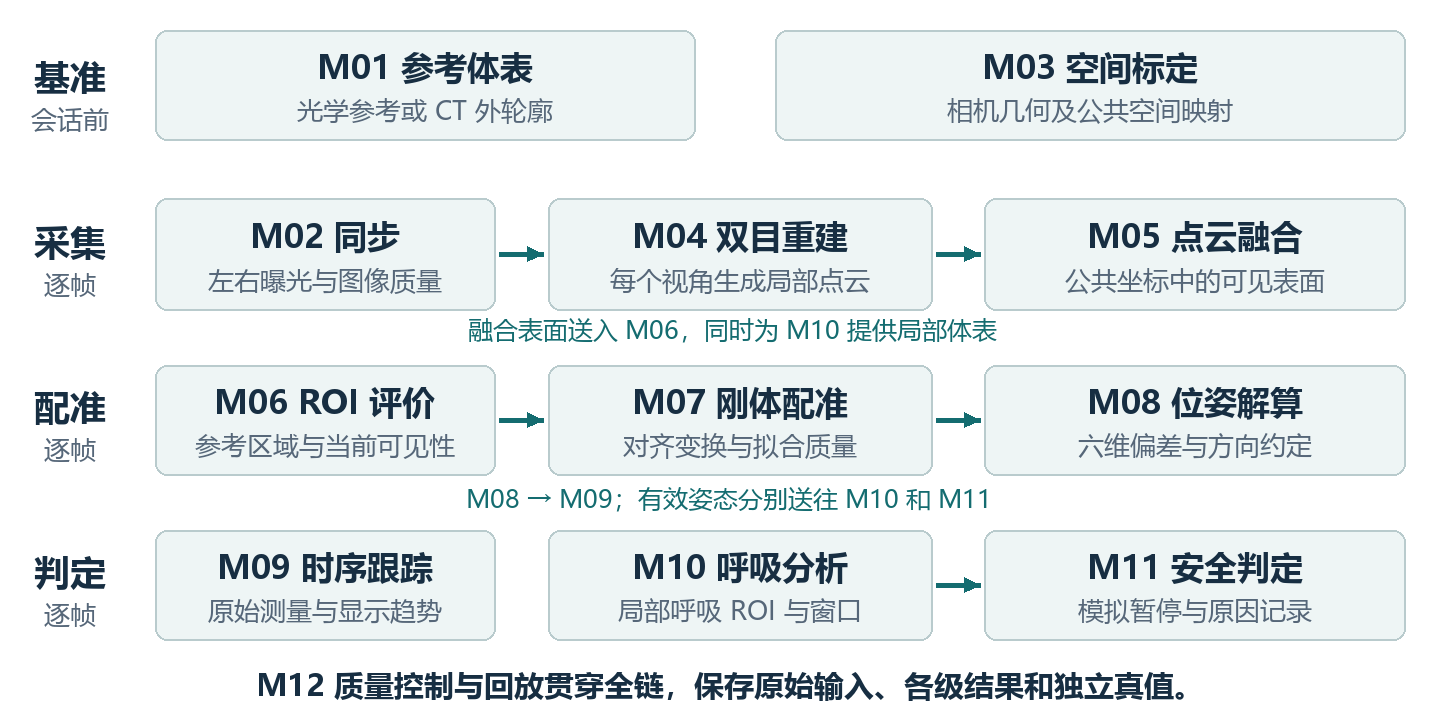 基准
会话前
M01 参考体表
光学参考或 CT 外轮廓
M03 空间标定
相机几何及公共空间映射
采集
逐帧
M02 同步
左右曝光与图像质量
M04 双目重建
每个视角生成局部点云
M05 点云融合
公共坐标中的可见表面
融合表面送入 M06，同时为 M10 提供局部体表
配准
逐帧
M06 ROI 评价
参考区域与当前可见性
M07 刚体配准
对齐变换与拟合质量
M08 位姿解算
六维偏差与方向约定
M08 → M09；有效姿态分别送往 M10 和 M11
判定
逐帧
M09 时序跟踪
原始测量与显示趋势
M10 呼吸分析
局部呼吸 ROI 与窗口
M11 安全判定
模拟暂停与原因记录
M12 质量控制与回放贯穿全链，保存原始输入、各级结果和独立真值。